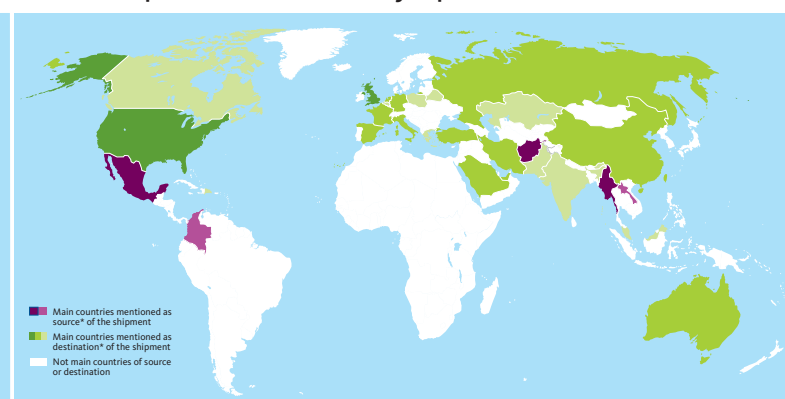 Main countries mentioned as
source* of the shipment
Main countries mentioned as
destination* of the shipment
Not main countries of source
or destination